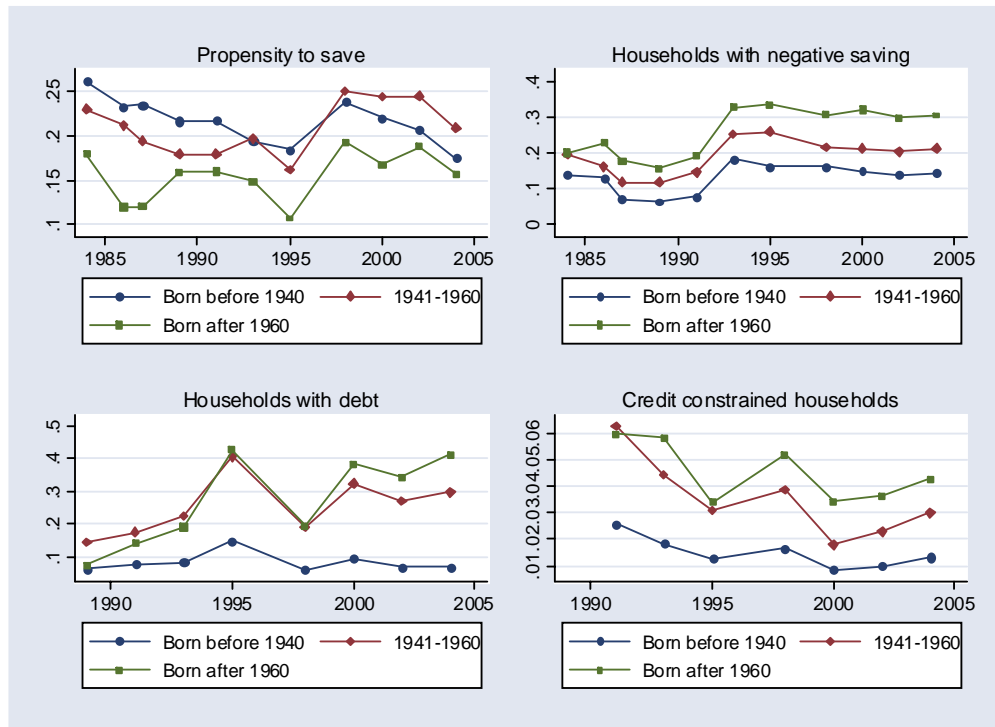 Propensity to save
.1 .15 .2 .25
1985 1990 1995 2000 2005
Born before 1940 1941-1960
Born after 1960
Households with negative saving
0 .1 .2 .3 .4
1985 1990 1995 2000 2005
Born before 1940 1941-1960
Born after 1960
Households with debt
.1 .2 .3 .4 .5
1990 1995 2000 2005
Born before 1940 1941-1960
Born after 1960
Credit constrained households
.01.02.03.04.05.06
1990 1995 2000 2005
Born before 1940 1941-1960
Born after 1960